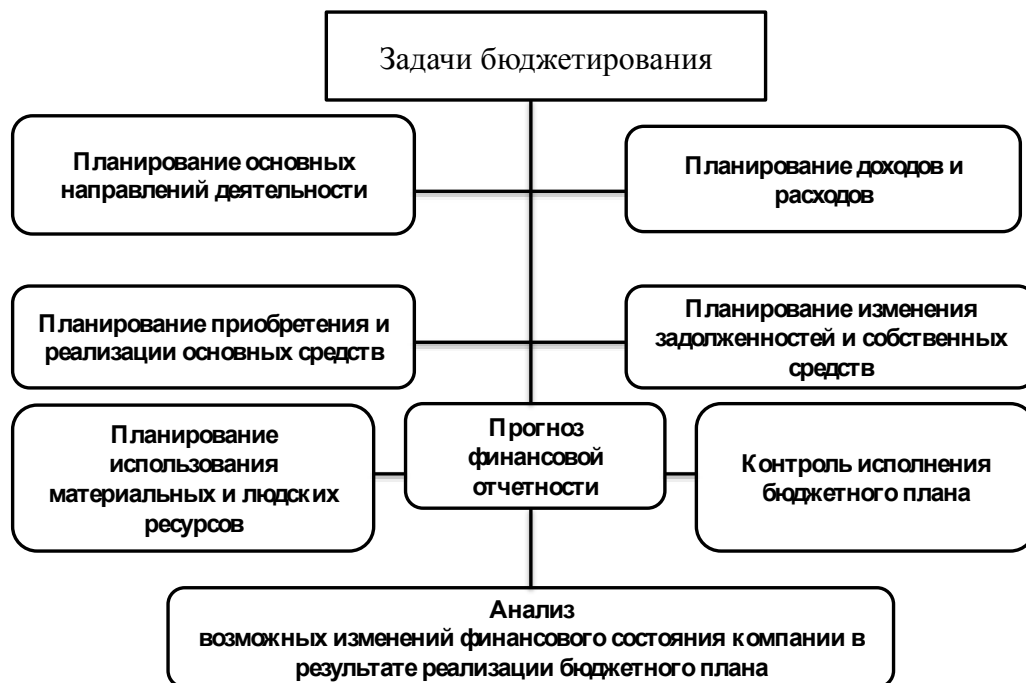 Задачи бюджетирования
Планирование основных
направлений деятельности
Планирование доходов и
расходов
Планирование приобретения и
реализации основных средств
Планирование изменения
задолженностей и собственных
средств
Планирование
использования
материальных и людских
ресурсов
Прогноз
финансовой
отчетности
Контроль исполнения
бюджетного плана
Анализ
возможных изменений финансового состояния компании в
результате реализации бюджетного плана